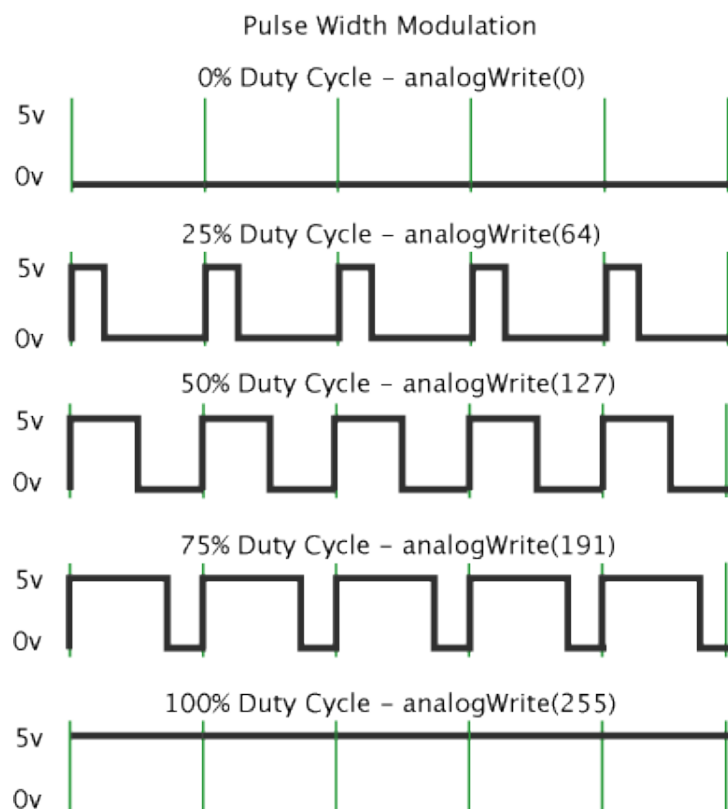 Pulse Width Modulation
0% Duty Cycle – analogWrite(0)
5v
0v
25% Duty Cycle – analogWrite(64)
5v
0v
50% Duty Cycle – analogWrite(127)
5v
0v
75% Duty Cycle – analogWrite(191)
5v
0v
100% Duty Cycle – analogWrite(255)
5v
0v